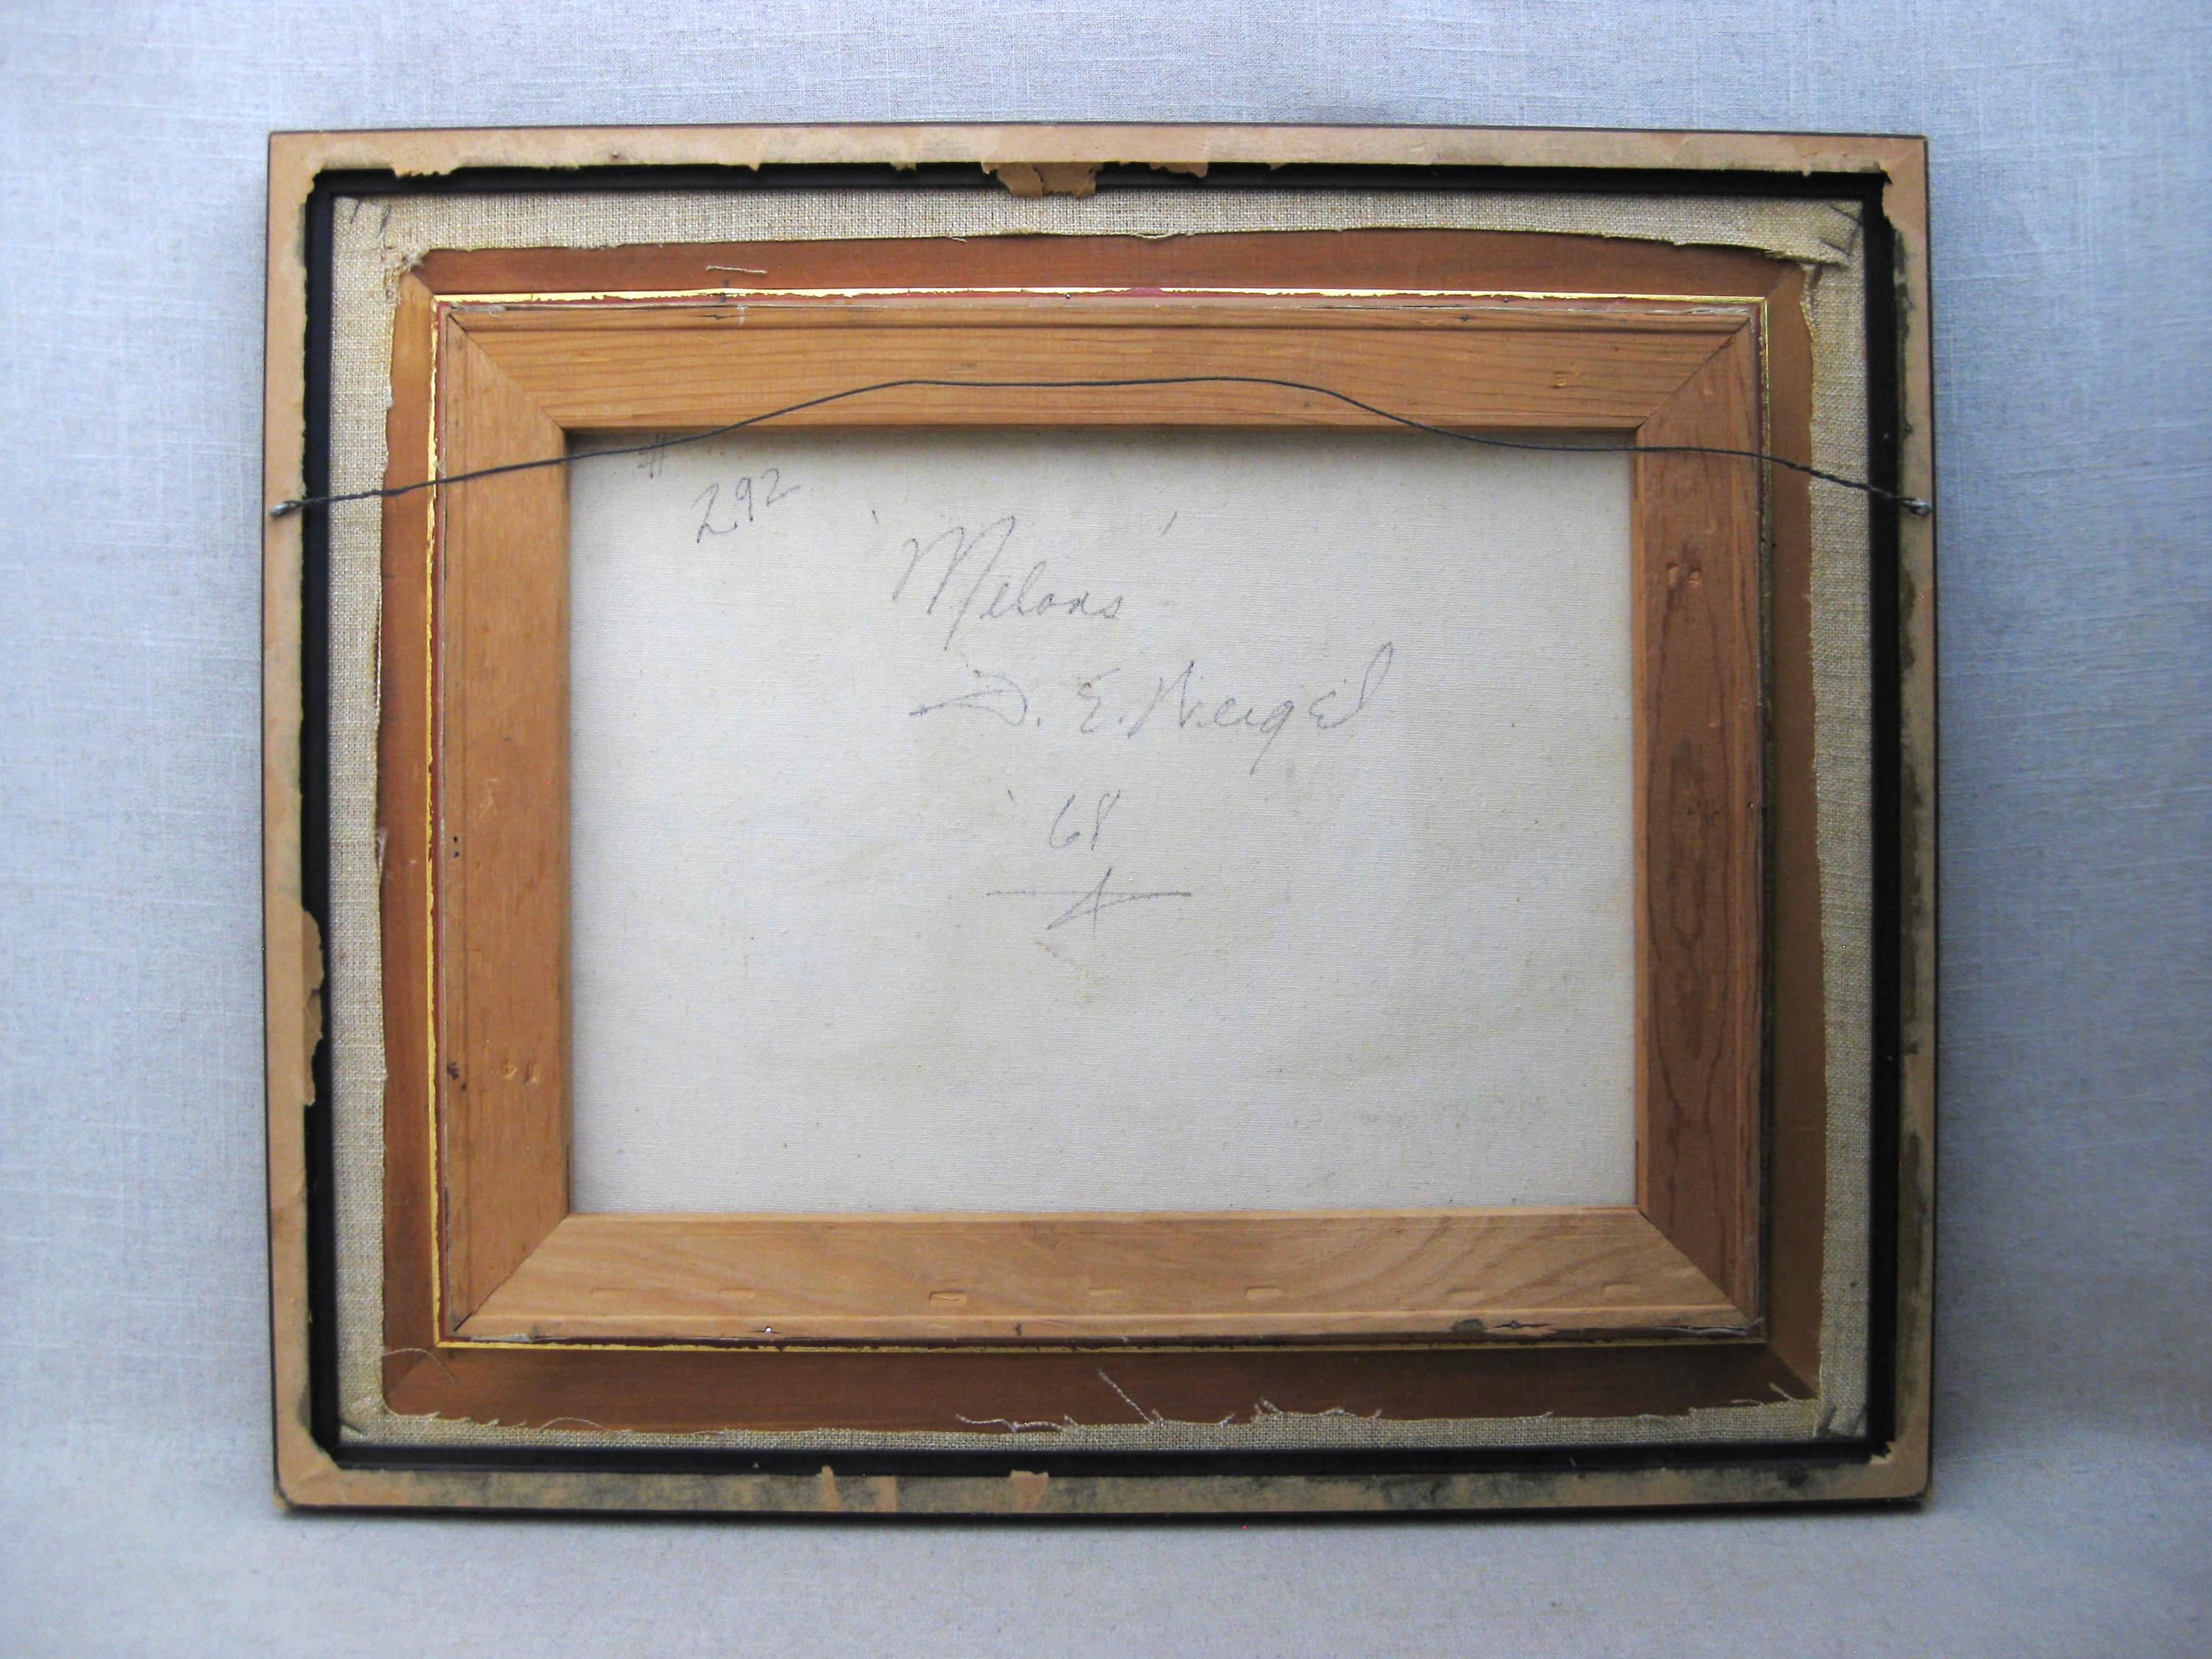 #
292
'Melons'
D. E. Weigel
'68